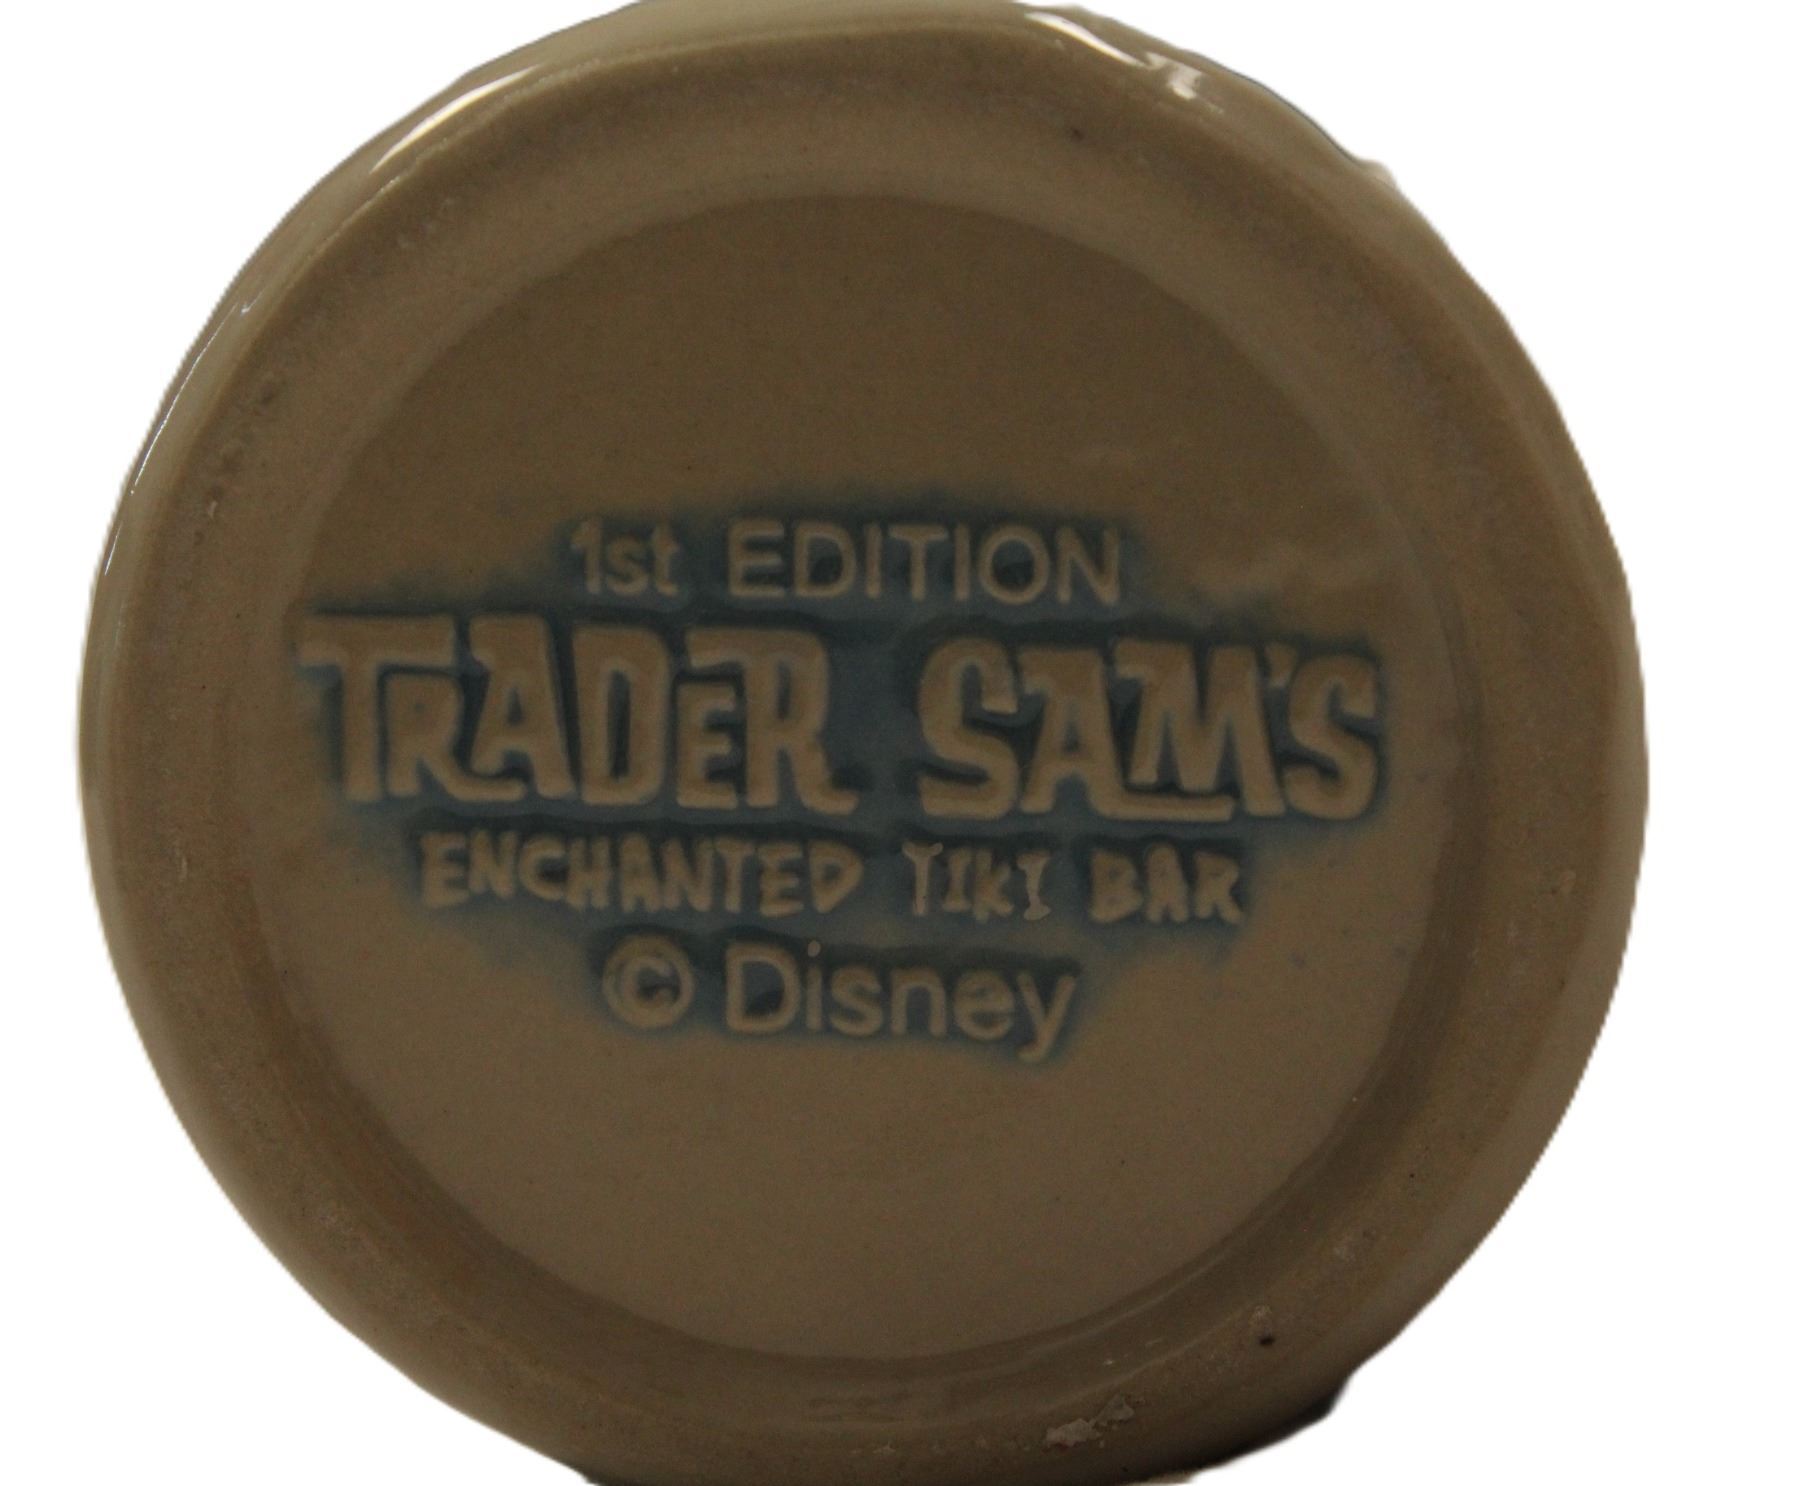 1st EDITION
TRADER SAM'S
ENCHANTED TIKI BAR
© Disney